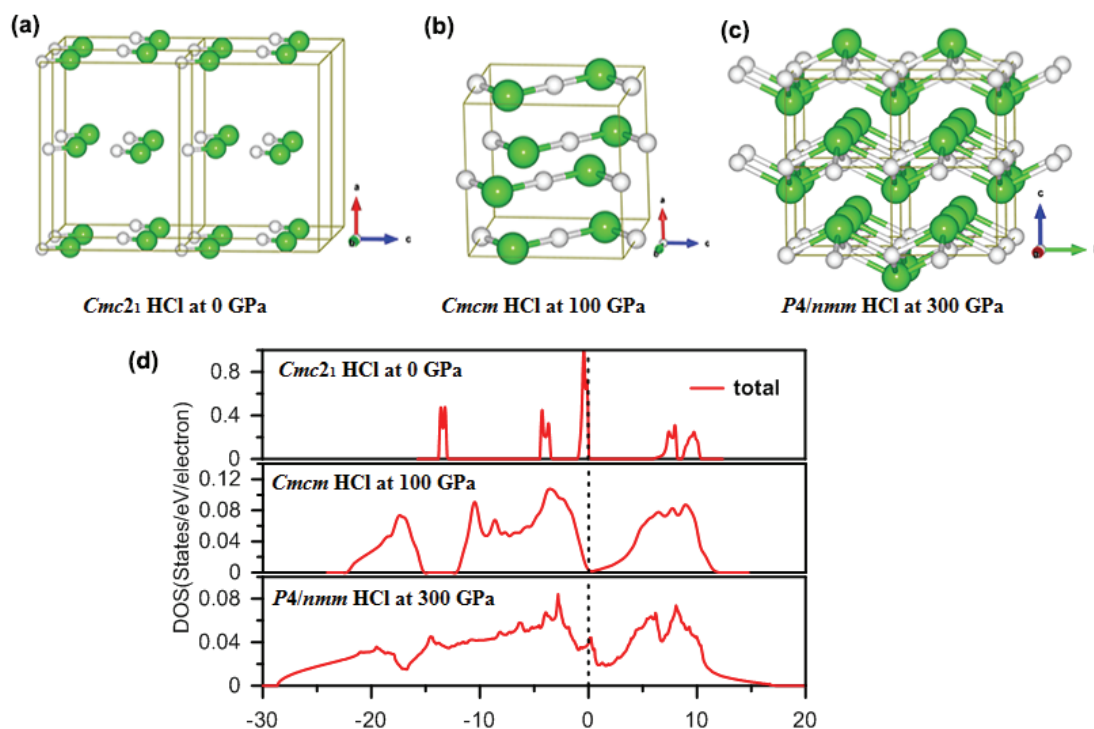 (a)
(b)
(c)
a
b
c
a
b
c
c
Cmc2₁ HCl at 0 GPa
Cmcm HCl at 100 GPa
P4/nmm HCl at 300 GPa
(d)
DOS(States/eV/electron)
Cmc2₁ HCl at 0 GPa
total
0.8
0.4
0
Cmcm HCl at 100 GPa
0.12
0.08
0.04
0
P4/nmm HCl at 300 GPa
0.08
0.04
0
-30 -20 -10 0 10 20